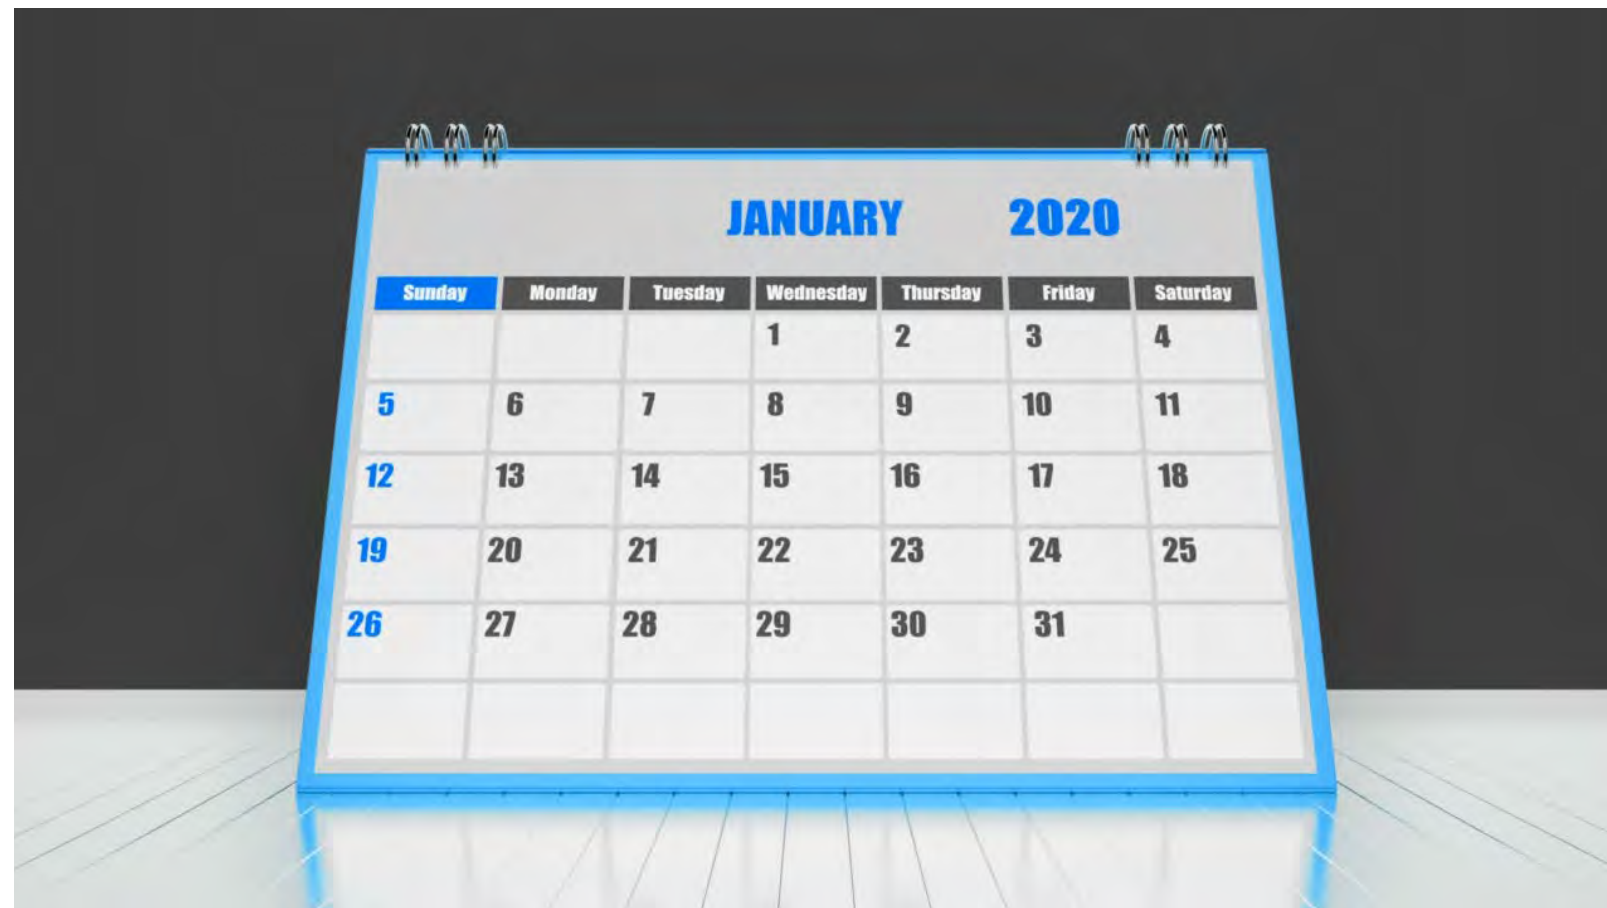 JANUARY 2020
Sunday Monday Tuesday Wednesday Thursday Friday Saturday
1 2 3 4
5 6 7 8 9 10 11
12 13 14 15 16 17 18
19 20 21 22 23 24 25
26 27 28 29 30 31